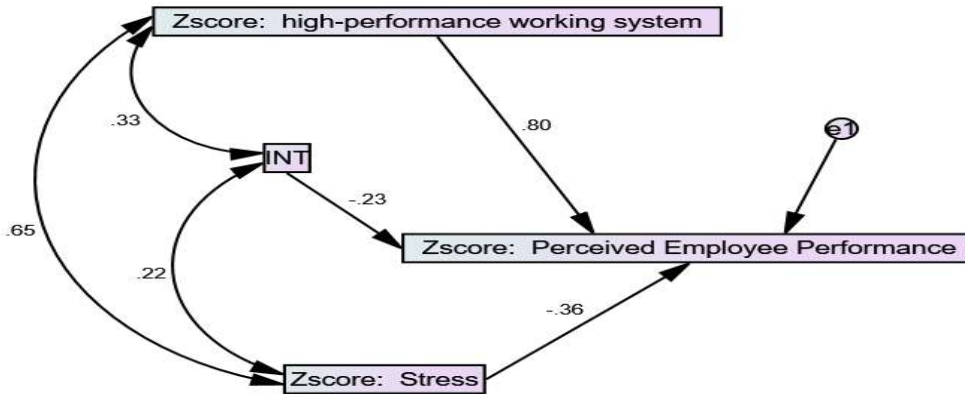 Zscore: high-performance working system
.33
.80
e1
INT
-.23
.65
Zscore: Perceived Employee Performance
.22
-.36
Zscore: Stress